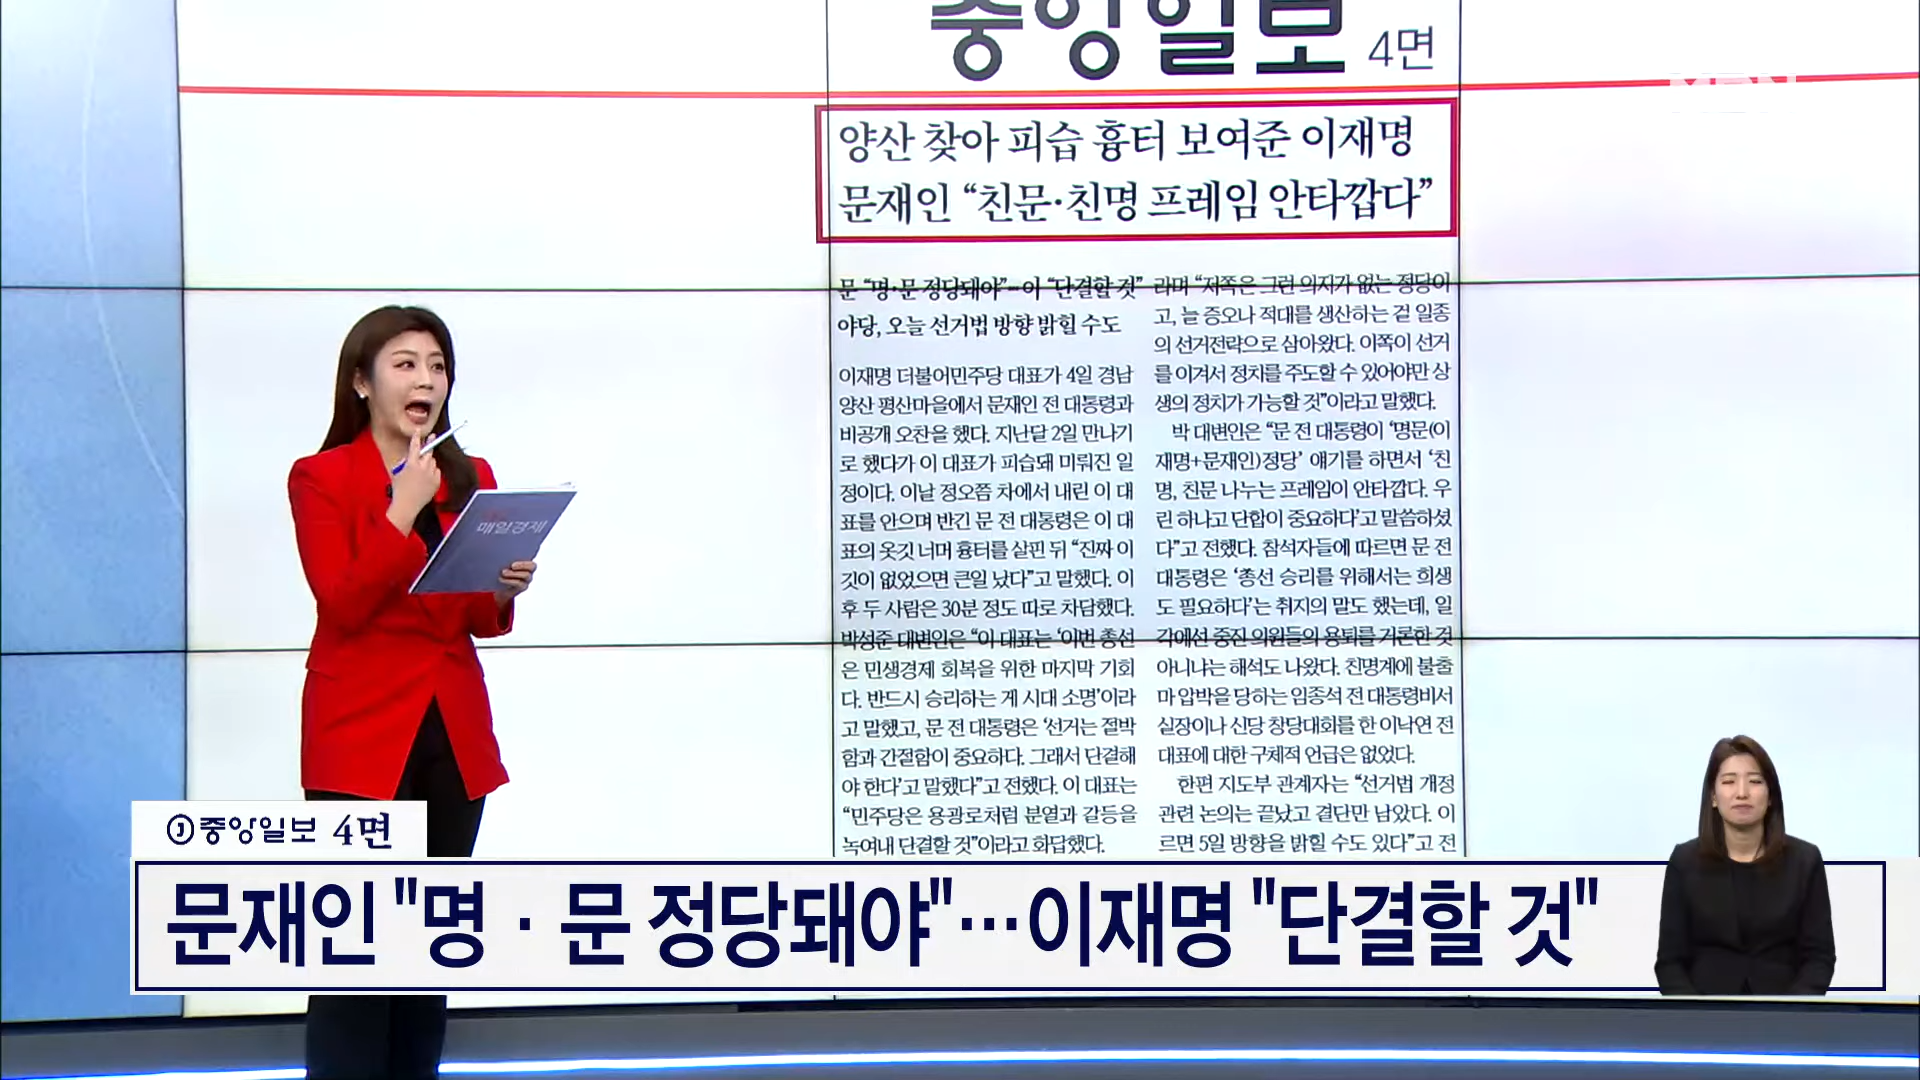 중앙일보 4면
MBN
양산 찾아 피습 흉터 보여준 이재명
문재인 “친문·친명 프레임 안타깝다”
문 “명·문 정당돼야”…이 “단결할 것”
야당, 오늘 선거법 방향 밝힐 수도
이재명 더불어민주당 대표가 4일 경남
양산 평산마을에서 문재인 전 대통령과
비공개 오찬을 했다. 지난달 2일 만나기
로 했다가 이 대표가 피습돼 미뤄진 일
정이다. 이날 정오쯤 차에서 내린 이 대
표를 안으며 반긴 문 전 대통령은 이 대
표의 옷깃 너머 흉터를 살핀 뒤 “진짜 이
깃이 없었으면 큰일 났다”고 말했다. 이
후 두 사람은 30분 정도 따로 차담했다.
박성준 대변인은 “이 대표는 ‘이번 총선
은 민생경제 회복을 위한 마지막 기회
다. 반드시 승리하는 게 시대 소명’이라
고 말했고, 문 전 대통령은 ‘선거는 절박
함과 간절함이 중요하다. 그래서 단결해
야 한다’고 말했다”고 전했다. 이 대표는
“민주당은 용광로처럼 분열과 갈등을
녹여내 단결할 것”이라고 화답했다.
라며 “저쪽은 그런 의지가 없는 정당이
고, 늘 증오나 적대를 생산하는 걸 일종
의 선거전략으로 삼아왔다. 이쪽이 선거
를 이겨서 정치를 주도할 수 있어야만 상
생의 정치가 가능할 것”이라고 말했다.
박 대변인은 “문 전 대통령이 ‘명문(이
재명+문재인)정당’ 얘기를 하면서 ‘친
명, 친문 나누는 프레임이 안타깝다. 우
린 하나고 단합이 중요하다’고 말씀하셨
다”고 전했다. 참석자들에 따르면 문 전
대통령은 ‘총선 승리를 위해서는 희생
도 필요하다’는 취지의 말도 했는데, 일
각에선 중진 의원들의 용퇴를 거론한 것
아니냐는 해석도 나왔다. 친명계에 불출
마 압박을 당하는 임종석 전 대통령비서
실장이나 신당 창당대회를 한 이낙연 전
대표에 대한 구체적 언급은 없었다.
한편 지도부 관계자는 “선거법 개정
관련 논의는 끝났고 결단만 남았다. 이
르면 5일 방향을 밝힐 수도 있다”고 전
매일경제
중앙일보 4면
문재인 "명·문 정당돼야"…이재명 "단결할 것"